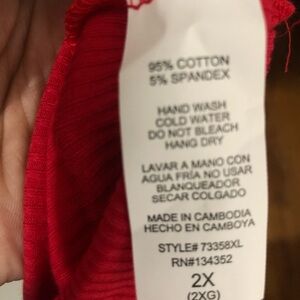 95% COTTON
5% SPANDEX
HAND WASH
COLD WATER
DO NOT BLEACH
HANG DRY
LAVAR A MANO CON
AGUA FRÍA NO USAR
BLANQUEADOR
SECAR COLGADO
MADE IN CAMBODIA
HECHO EN CAMBOYA
STYLE# 73358XL
RN#134352
2X
(2XG)